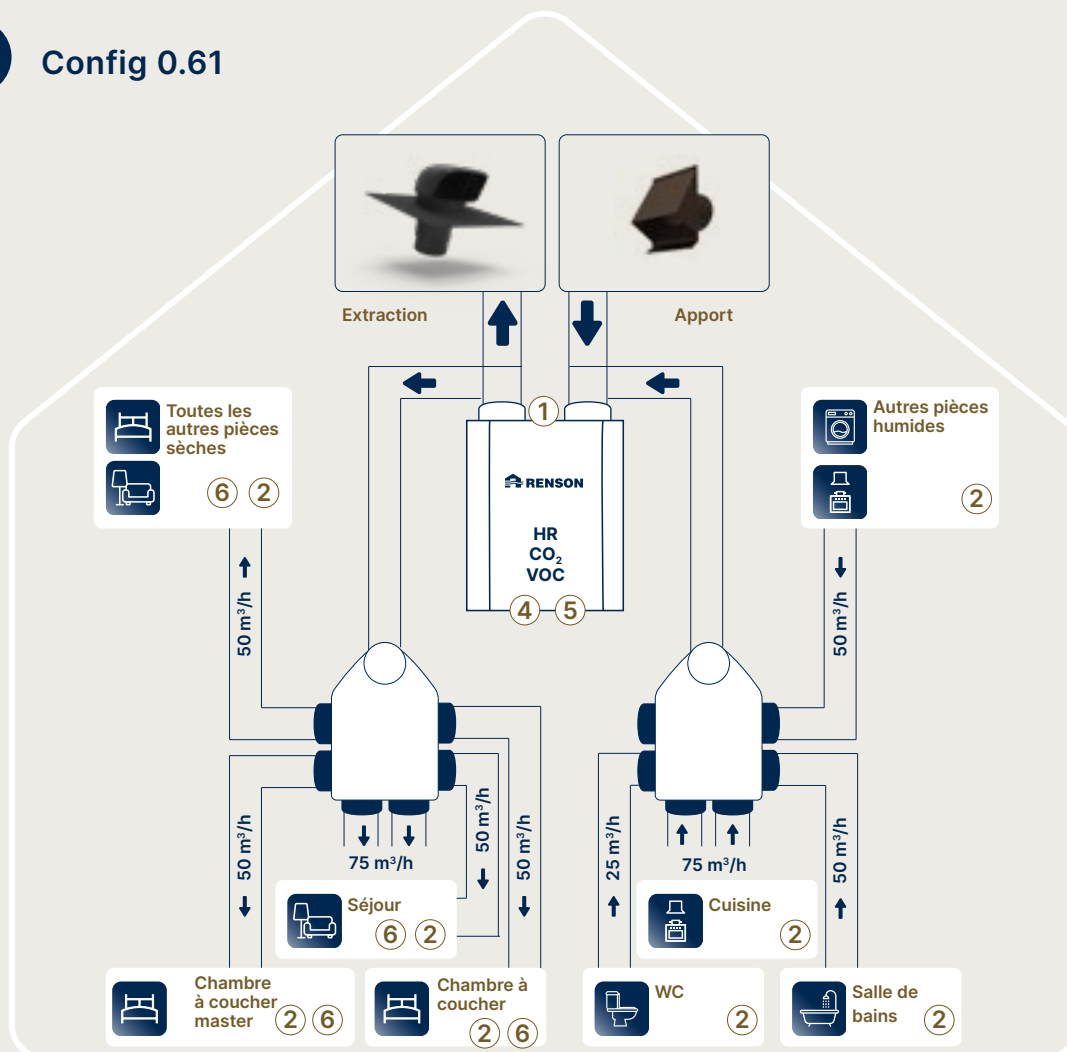 Config 0.61
Extraction
Apport
Toutes les
autres pièces
sèches
6 2
1
RENSON
HR
CO₂
VOC
4 5
Autres pièces
humides
2
50 m³/h
50 m³/h
50 m³/h
75 m³/h
50 m³/h
50 m³/h
25 m³/h
75 m³/h
50 m³/h
Séjour
6 2
Cuisine
2
Chambre
à coucher
master
2 6
Chambre à
coucher
2 6
WC
2
Salle de
bains
2